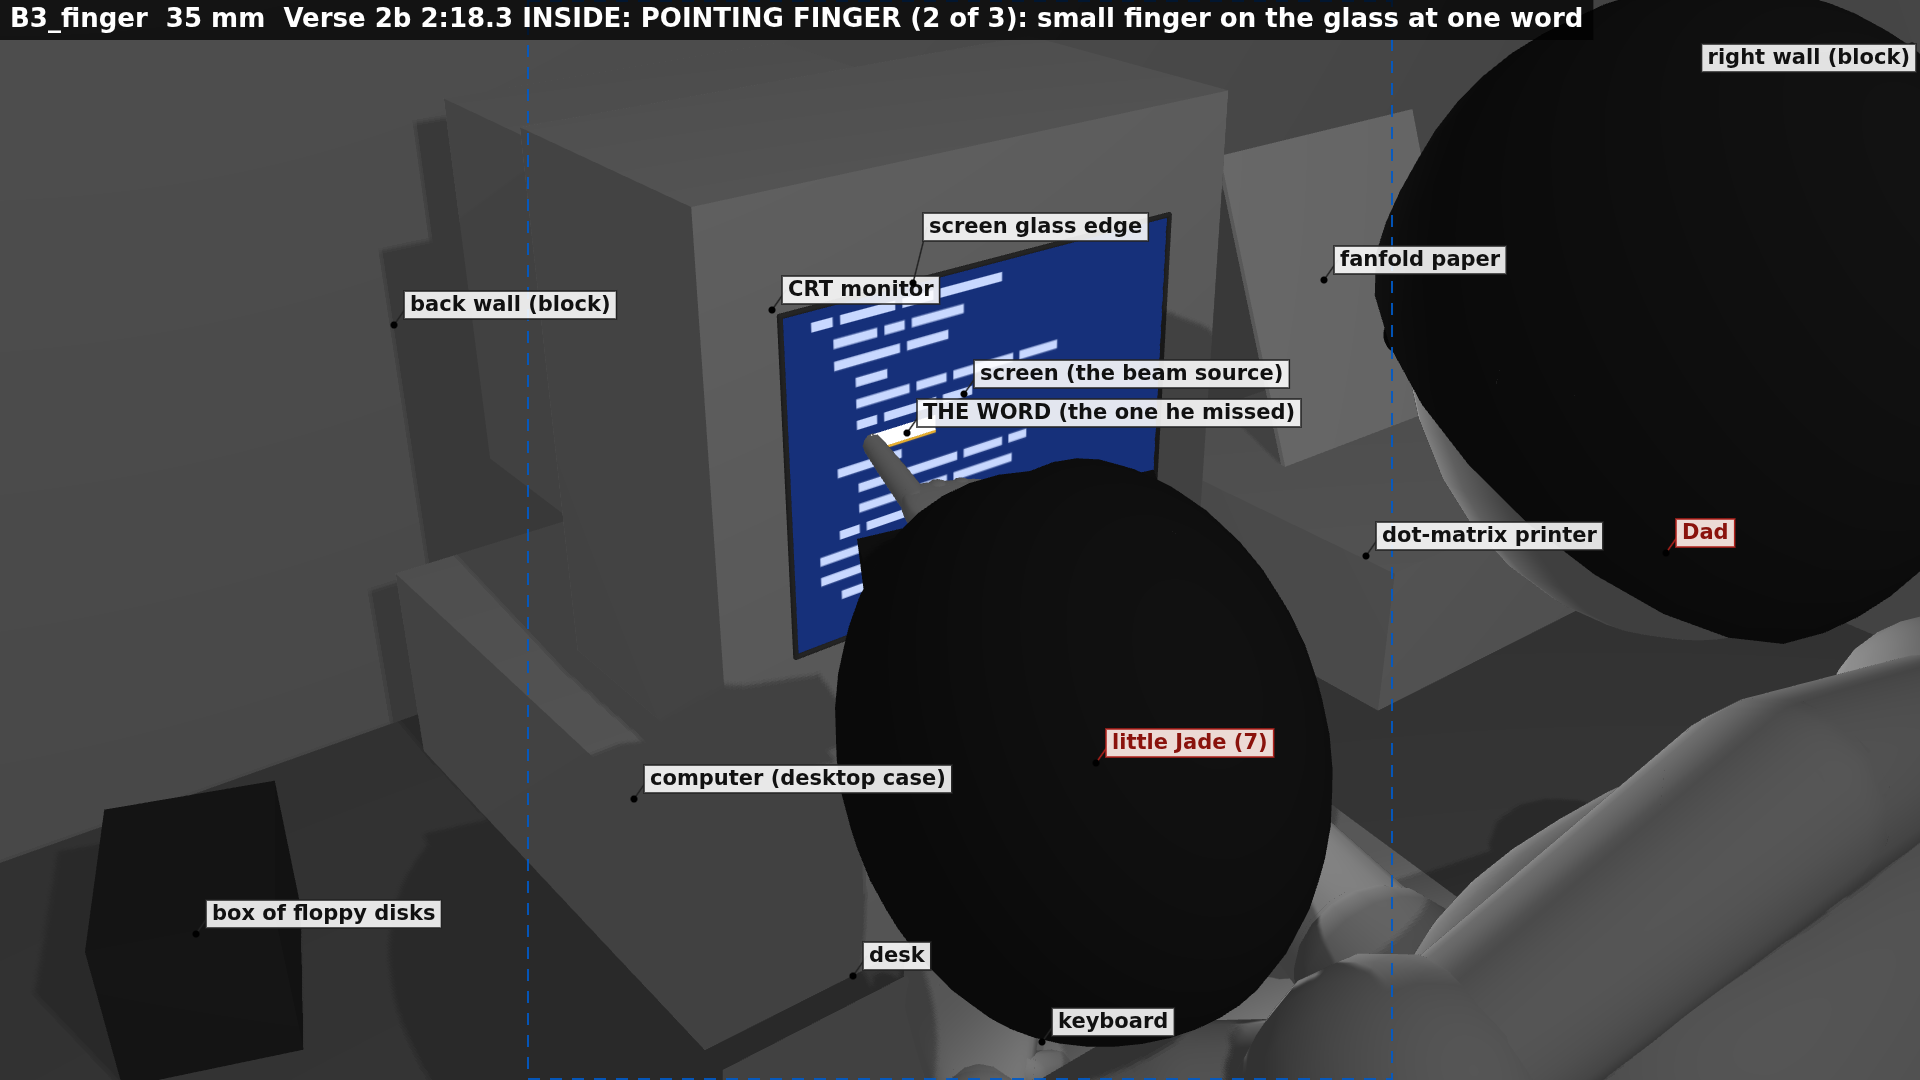 B3_finger 35 mm Verse 2b 2:18.3 INSIDE: POINTING FINGER (2 of 3): small finger on the glass at one word
right wall (block)
screen glass edge
fanfold paper
CRT monitor
back wall (block)
screen (the beam source)
THE WORD (the one he missed)
dot-matrix printer
Dad
little Jade (7)
computer (desktop case)
box of floppy disks
desk
keyboard